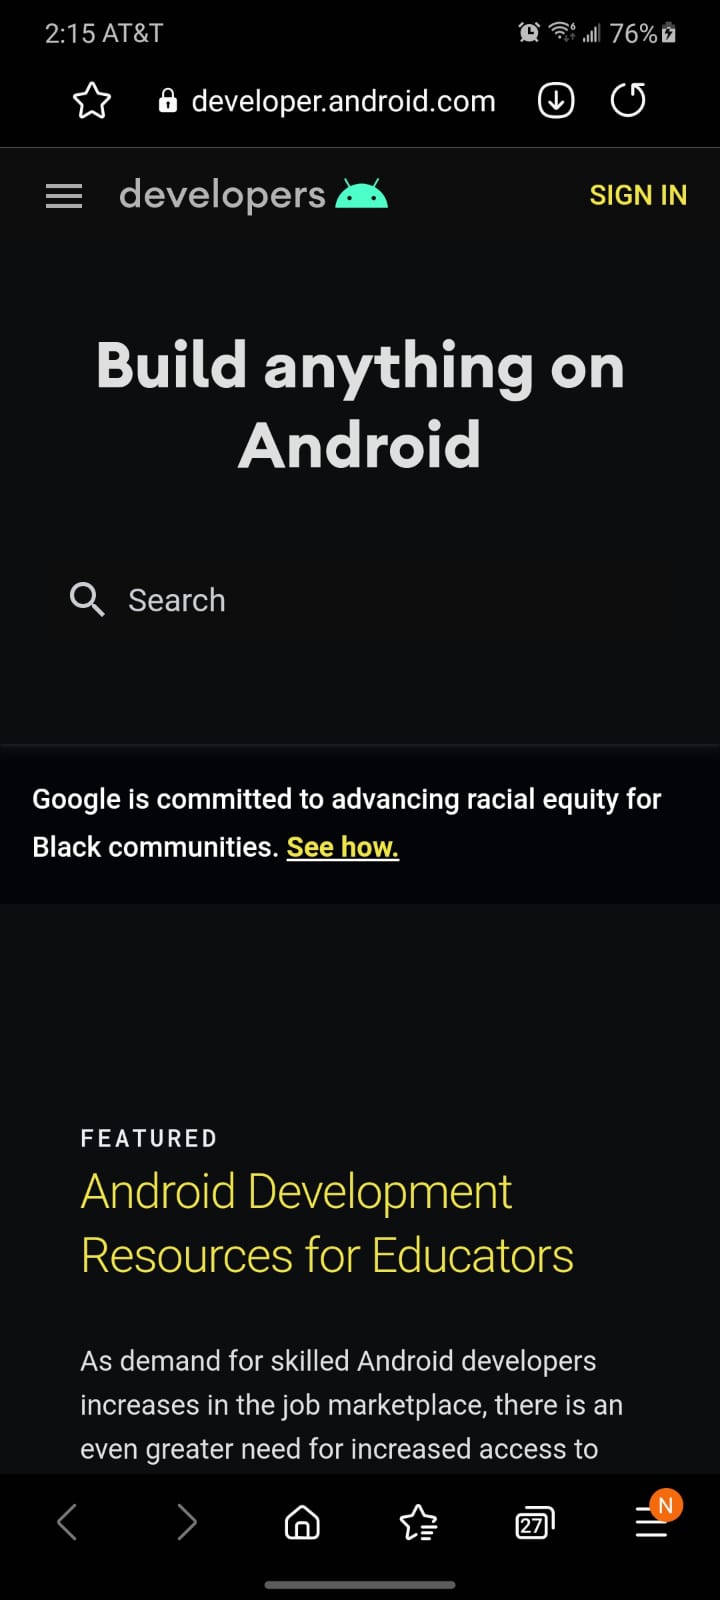 2:15 AT&T 76%
developer.android.com
developers SIGN IN
Build anything on
Android
Search
Google is committed to advancing racial equity for
Black communities. See how.
FEATURED
Android Development
Resources for Educators
As demand for skilled Android developers
increases in the job marketplace, there is an
even greater need for increased access to
27 N